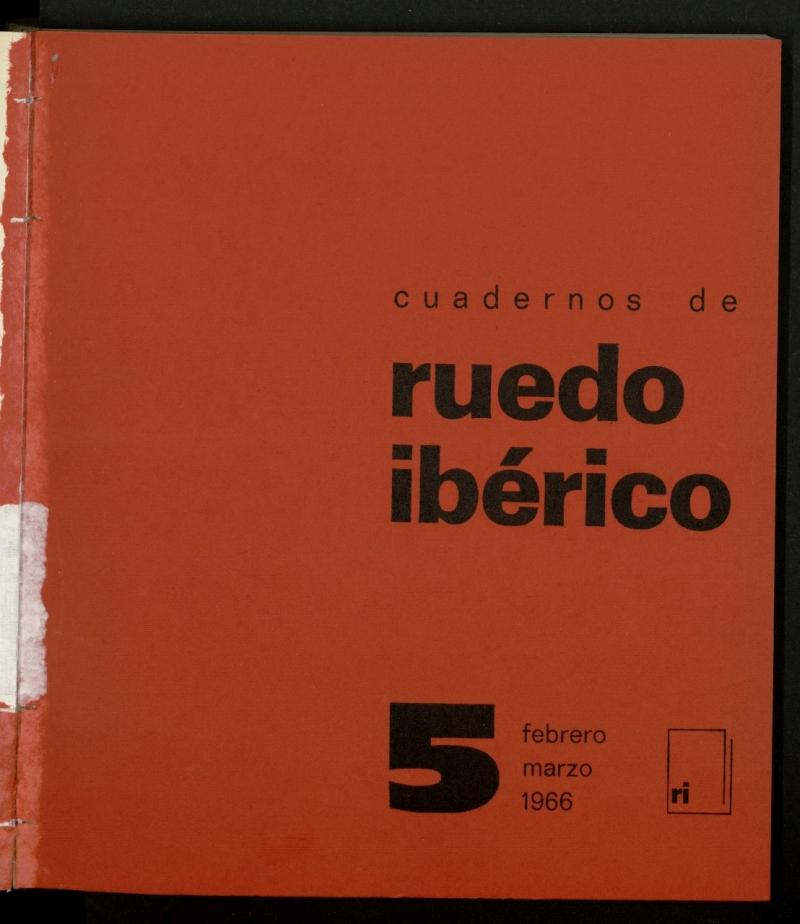 cuadernos de
ruedo
ibérico
5
febrero
marzo
1966
ri